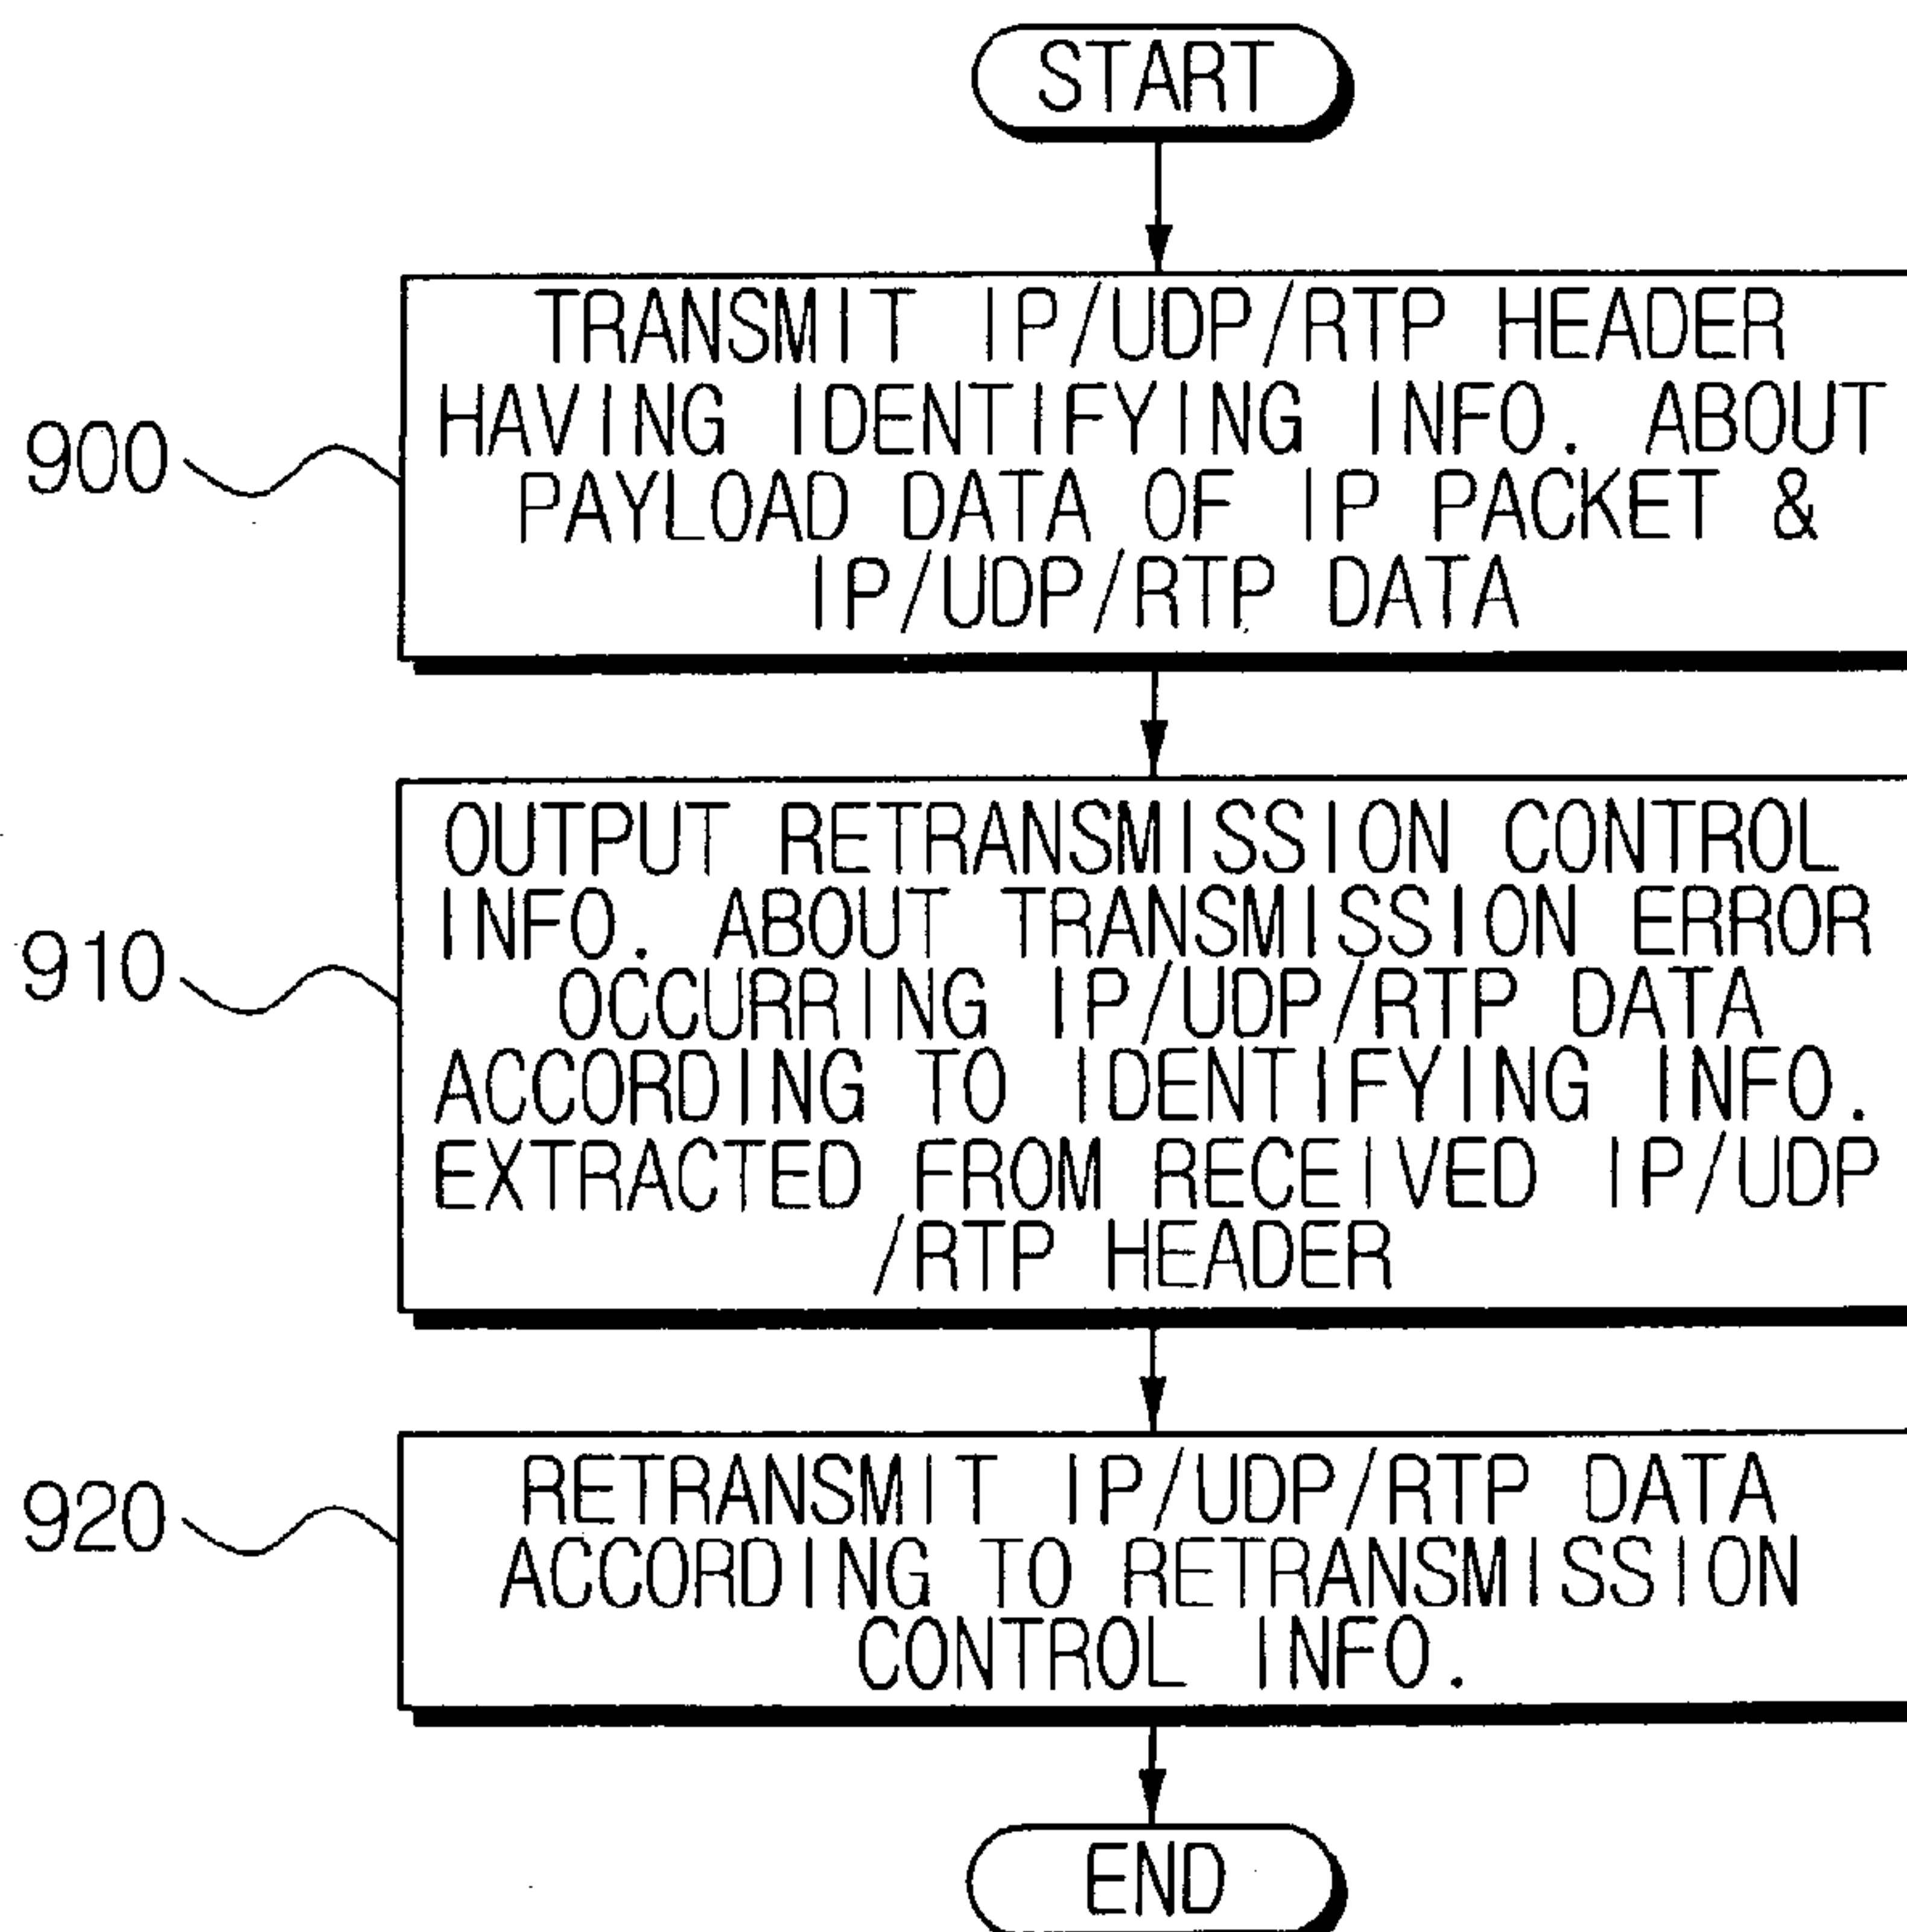 START
TRANSMIT IP/UDP/RTP HEADER
HAVING IDENTIFYING INFO. ABOUT
PAYLOAD DATA OF IP PACKET &
IP/UDP/RTP DATA
900
OUTPUT RETRANSMISSION CONTROL
INFO. ABOUT TRANSMISSION ERROR
OCCURRING IP/UDP/RTP DATA
ACCORDING TO IDENTIFYING INFO.
EXTRACTED FROM RECEIVED IP/UDP
/RTP HEADER
910
RETRANSMIT IP/UDP/RTP DATA
ACCORDING TO RETRANSMISSION
CONTROL INFO.
920
END